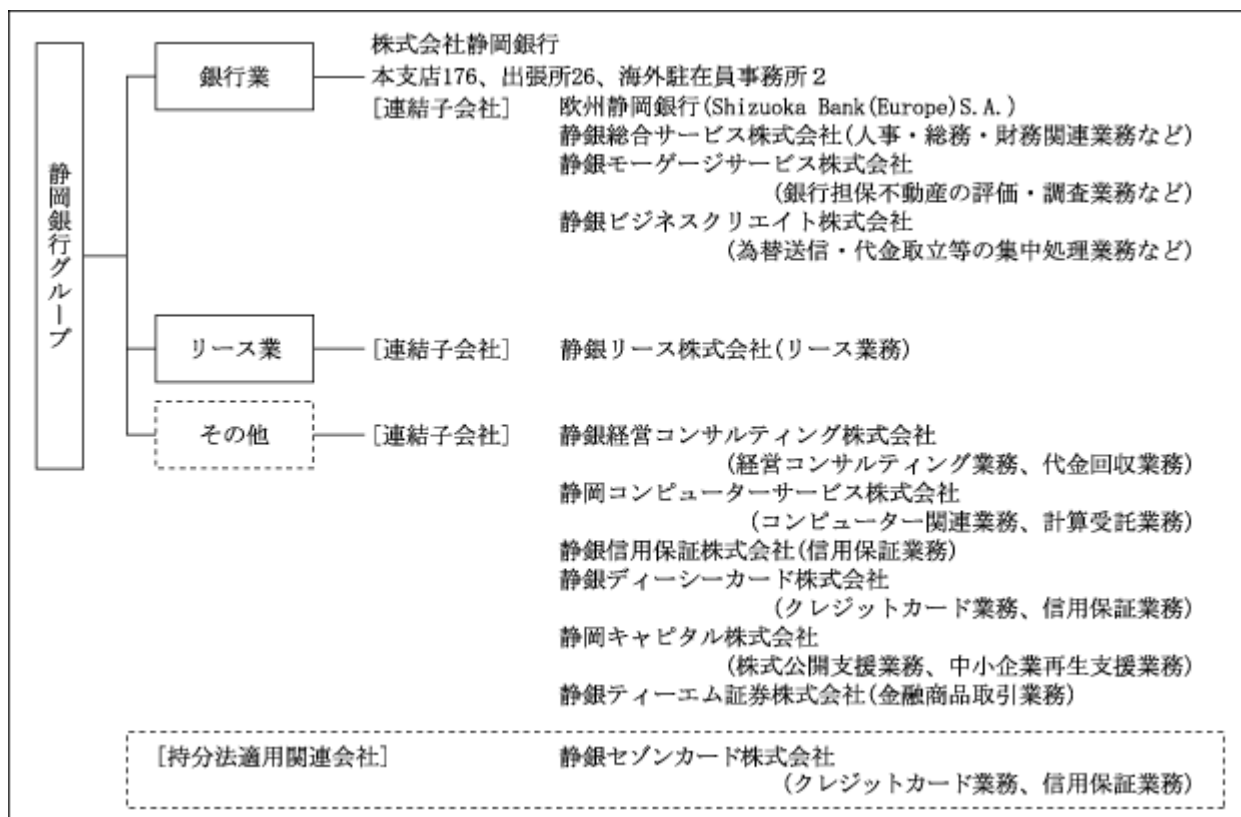 静岡銀行グループ
銀行業
株式会社静岡銀行
本支店176、出張所26、海外駐在員事務所２
[連結子会社] 欧州静岡銀行(Shizuoka Bank(Europe)S.A.)
静銀総合サービス株式会社(人事・総務・財務関連業務など)
静銀モーゲージサービス株式会社
(銀行担保不動産の評価・調査業務など)
静銀ビジネスクリエイト株式会社
(為替送信・代金取立等の集中処理業務など)
リース業 [連結子会社] 静銀リース株式会社(リース業務)
その他 [連結子会社] 静銀経営コンサルティング株式会社
(経営コンサルティング業務、代金回収業務)
静岡コンピューターサービス株式会社
(コンピューター関連業務、計算受託業務)
静銀信用保証株式会社(信用保証業務)
静銀ディーシーカード株式会社
(クレジットカード業務、信用保証業務)
静岡キャピタル株式会社
(株式公開支援業務、中小企業再生支援業務)
静銀ティーエム証券株式会社(金融商品取引業務)
[持分法適用関連会社] 静銀セゾンカード株式会社
(クレジットカード業務、信用保証業務)